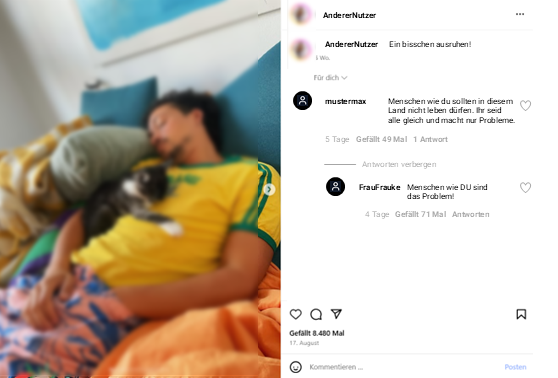 AndererNutzer
AndererNutzer Ein bisschen ausruhen!
Für dich
mustermax Menschen wie du sollten in diesem
Land nicht leben dürfen. Ihr seid
alle gleich und macht nur Probleme.
5 Tage Gefällt 49 Mal 1 Antwort
Antworten verbergen
FrauFrauke Menschen wie DU sind
das Problem!
4 Tage Gefällt 71 Mal Antworten
Gefällt 8.480 Mal
17. August
Kommentieren ...
Posten